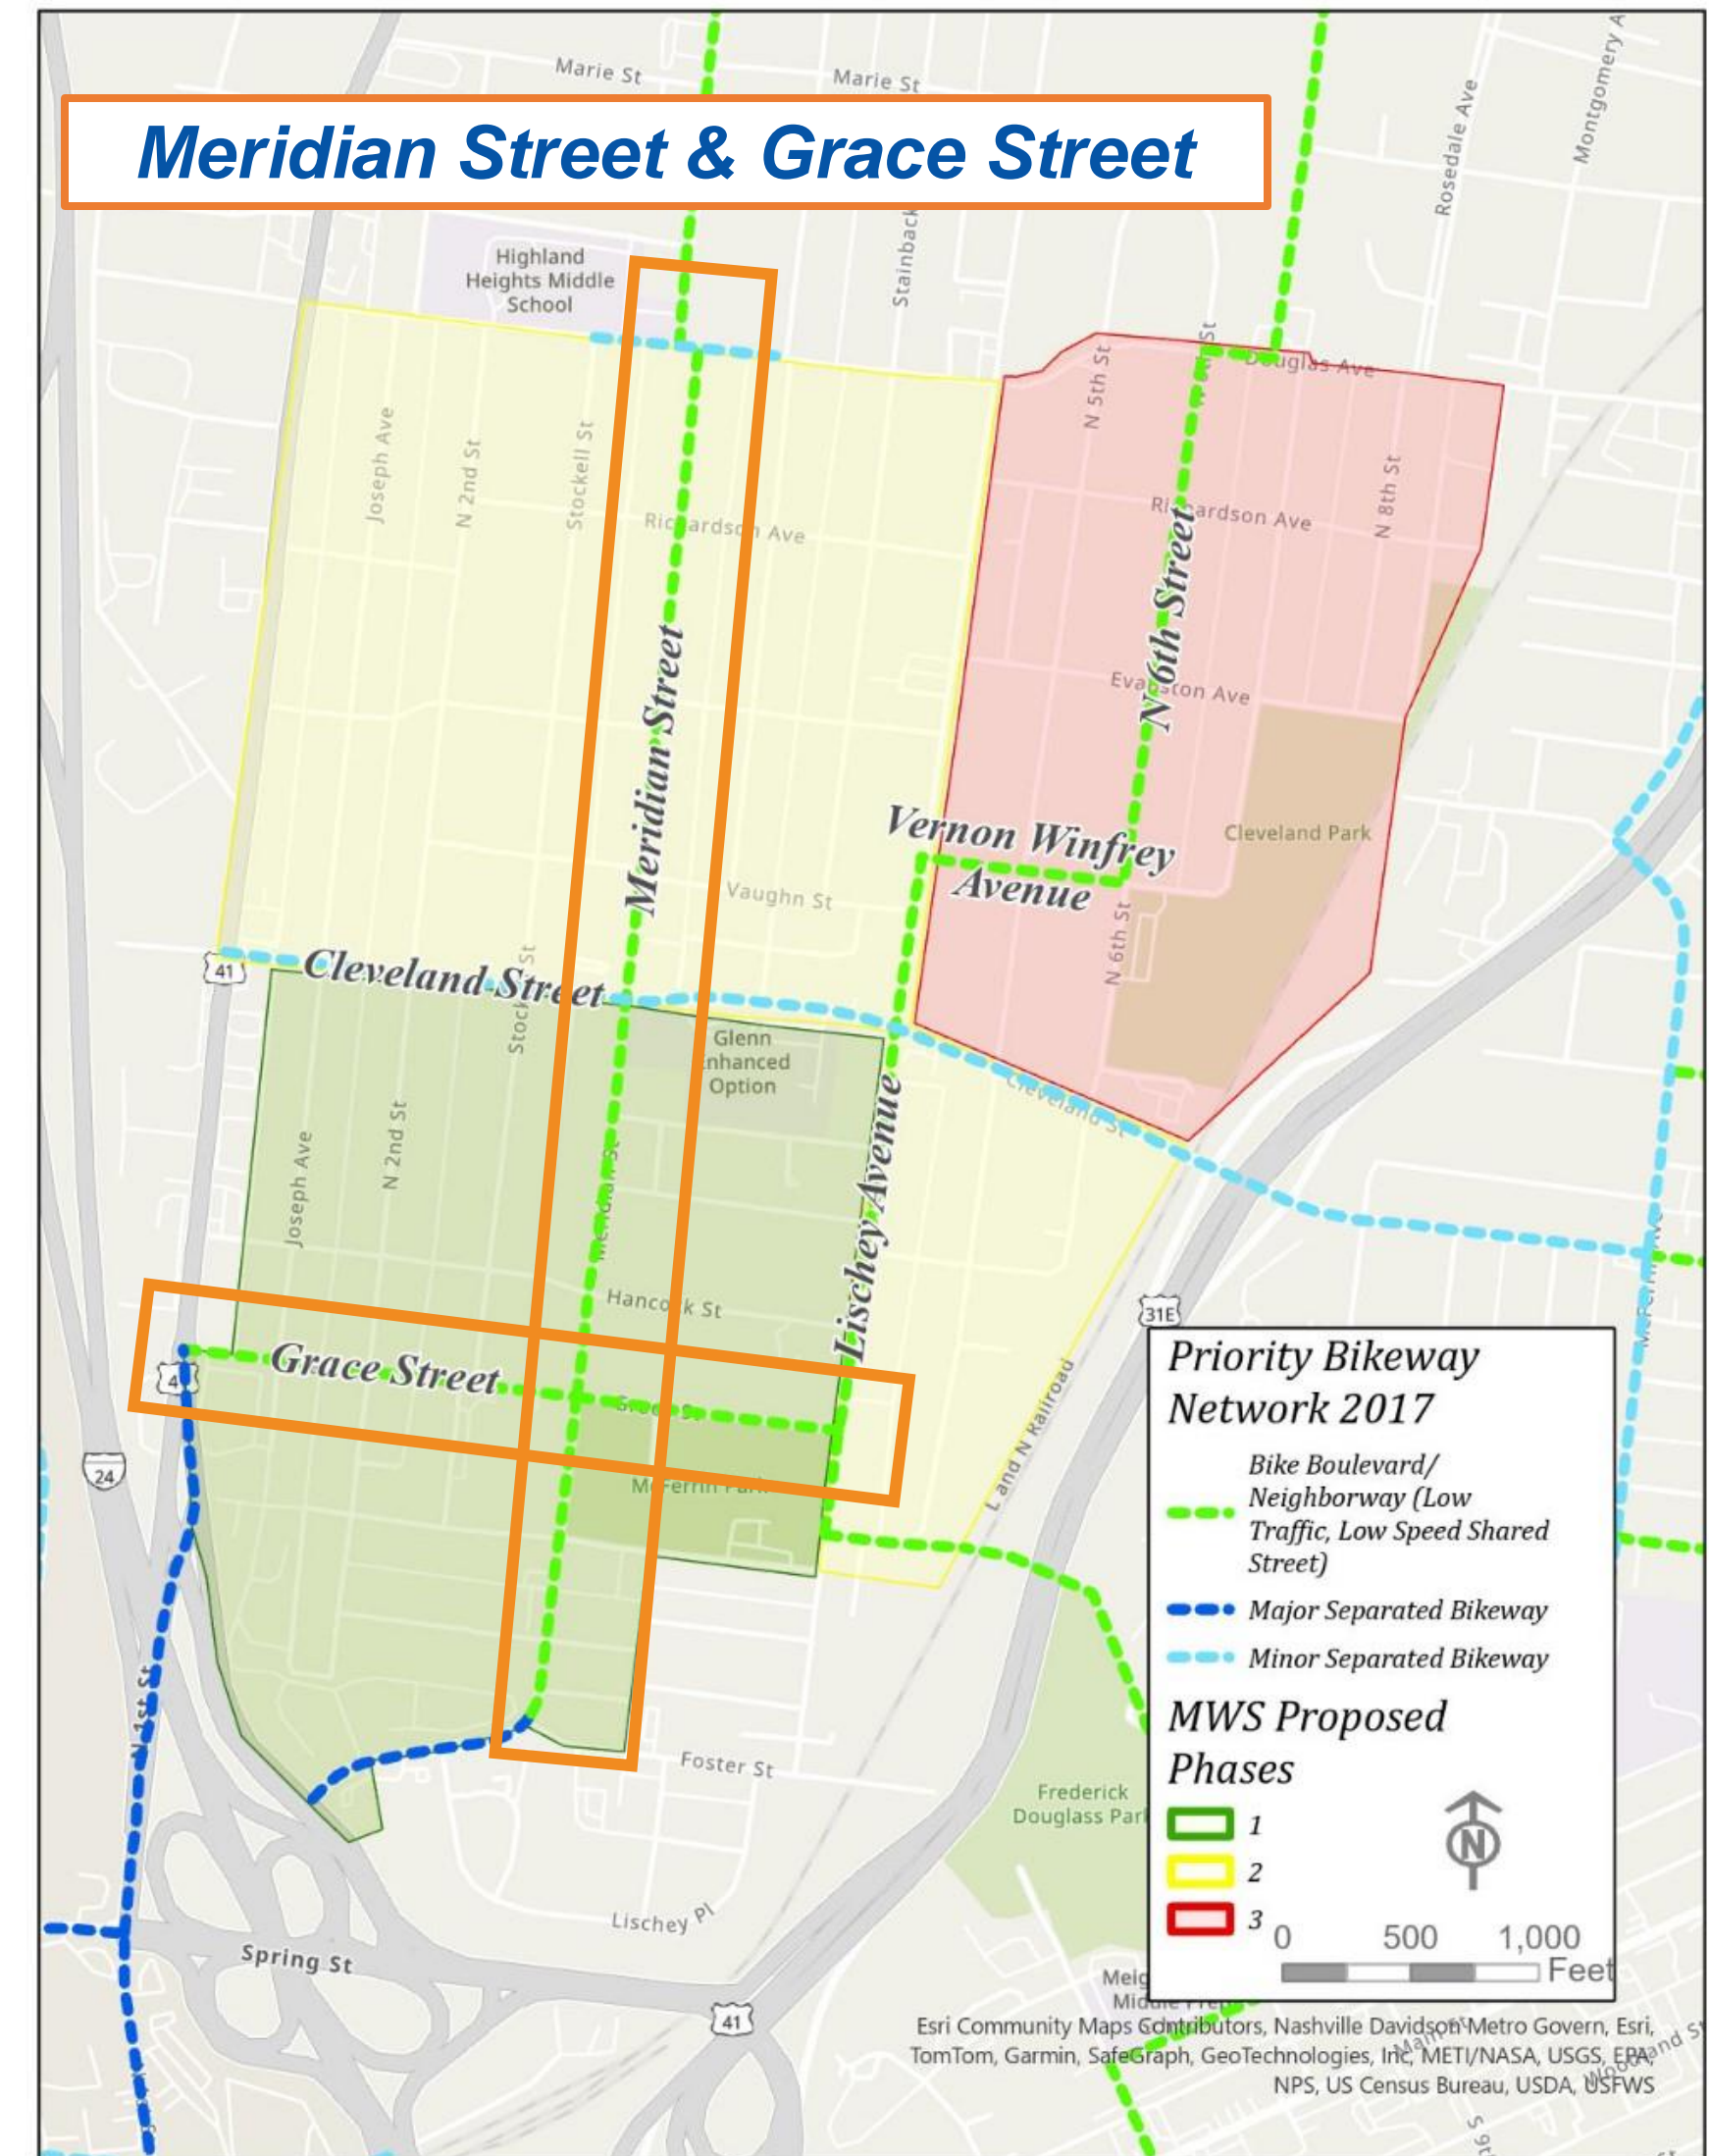 Marie St
Marie St
Meridian Street & Grace Street
Rosedale Ave
Montgomery A
Stainback
Highland
Heights Middle
School
Douglas Ave
N 5th St
Joseph Ave
N 2nd St
Stockell St
Richardson Ave
Richardson Ave
N 8th St
Meridian Street
N 6th Street
Evanston Ave
Vernon Winfrey
Avenue
Cleveland Park
Vaughn St
N 6th St
41
Cleveland Street
Glenn
Enhanced
Option
Cleveland St
Joseph Ave
N 2nd St
Meridian St
Lischey Avenue
Hancock St
Grace Street
McFerrin Park
L and N Railroad
31E
24
N 1st St
Foster St
Frederick
Douglass Park
Lischey Pl
Spring St
41
Priority Bikeway
Network 2017
Bike Boulevard/
Neighborway (Low
Traffic, Low Speed Shared
Street)
Major Separated Bikeway
Minor Separated Bikeway
MWS Proposed
Phases
1
2
3
N
0 500 1,000
Feet
Esri Community Maps Contributors, Nashville Davidson Metro Govern, Esri,
TomTom, Garmin, SafeGraph, GeoTechnologies, Inc, METI/NASA, USGS, EPA,
NPS, US Census Bureau, USDA, USFWS
Main St
Woodland St